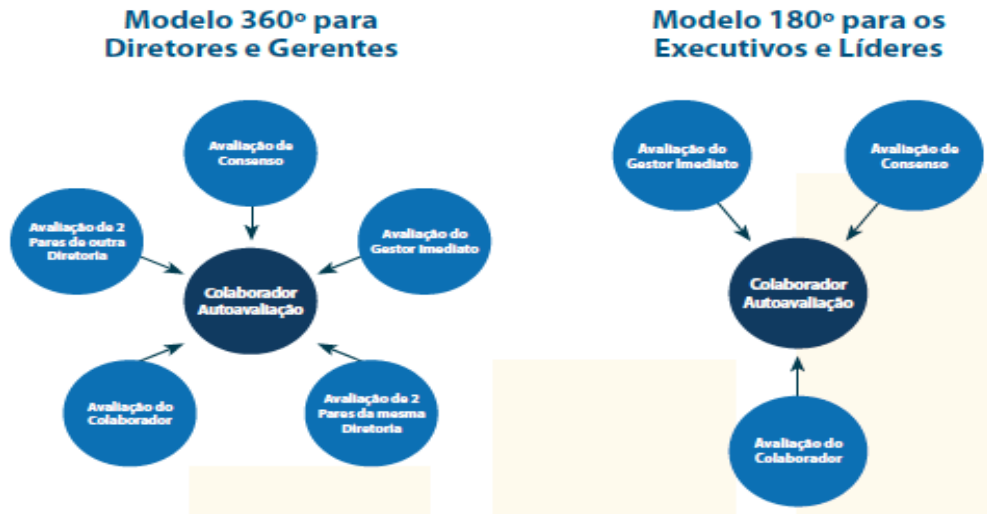 Modelo 360º para
Diretores e Gerentes
Avaliação de
Consenso
Avaliação de 2
Pares de outra
Diretoria
Avaliação do
Gestor Imediato
Colaborador
Autoavaliação
Avaliação do
Colaborador
Avaliação de 2
Pares da mesma
Diretoria
Modelo 180º para os
Executivos e Líderes
Avaliação do
Gestor Imediato
Avaliação de
Consenso
Colaborador
Autoavaliação
Avaliação do
Colaborador